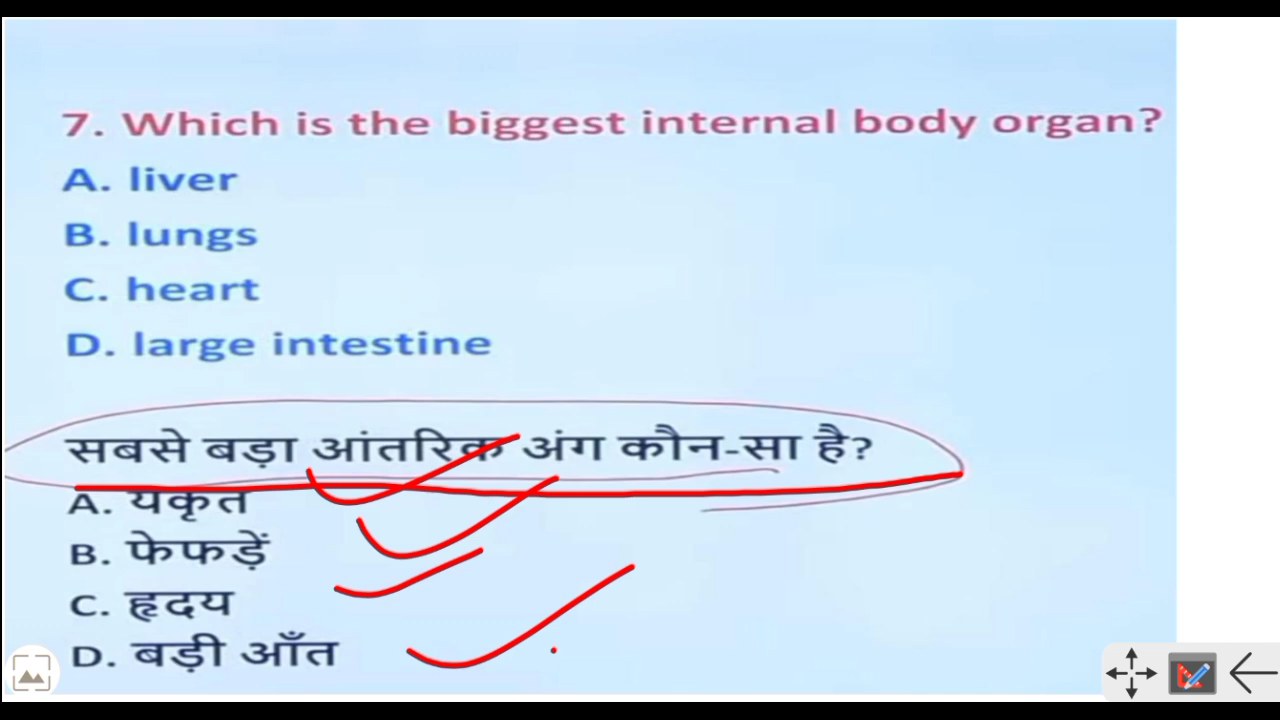 7. Which is the biggest internal body organ?
A. liver
B. lungs
C. heart
D. large intestine
सबसे बड़ा आंतरिक अंग कौन-सा है?
A. यकृत
B. फेफड़ें
C. हृदय
D. बड़ी आँत